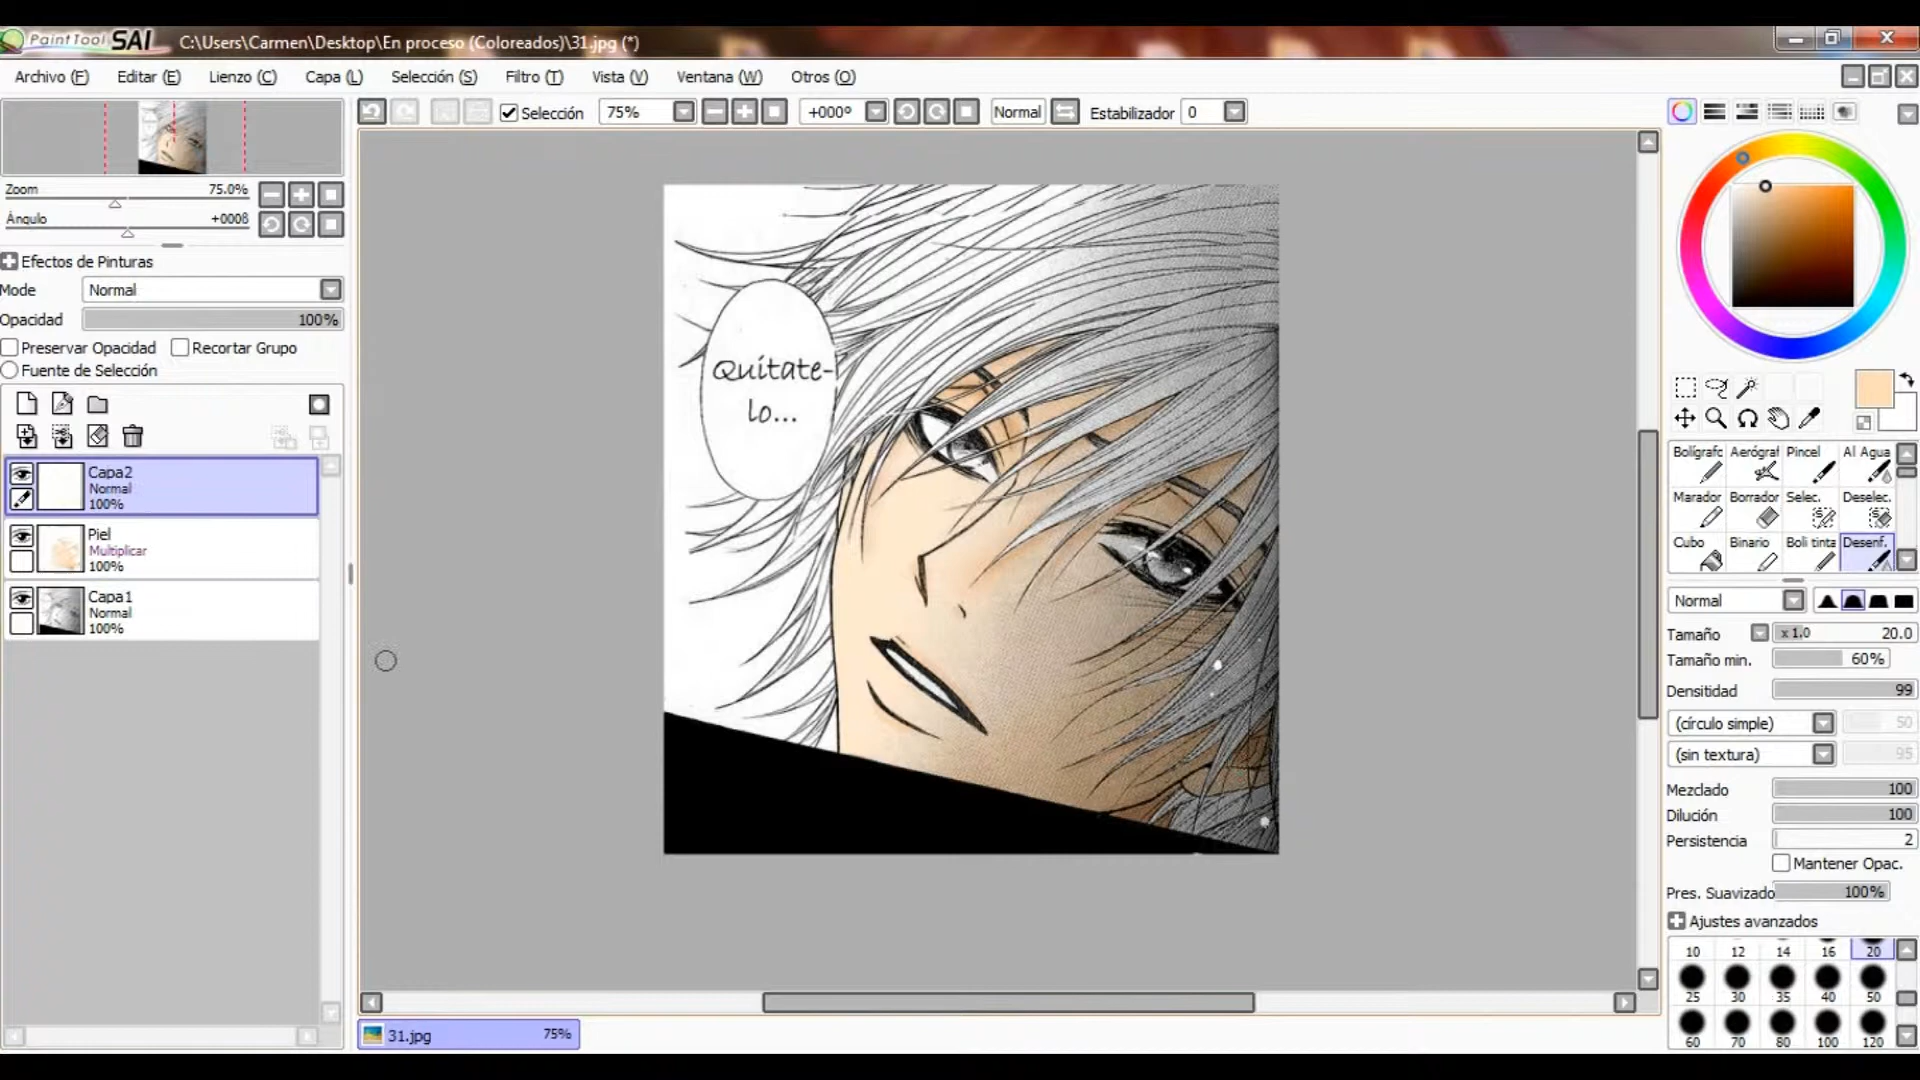 PaintTool SAI C:\Users\Carmen\Desktop\En proceso (Coloreados)\31.jpg (*)
Archivo (F) Editar (E) Lienzo (C) Capa (L) Selección (S) Filtro (T) Vista (V) Ventana (W) Otros (O)
Selección 75% +000º Normal Estabilizador 0
Zoom 75.0%
Ángulo +000ß
Efectos de Pinturas
Mode Normal
Opacidad 100%
Preservar Opacidad Recortar Grupo
Fuente de Selección
Capa2
Normal
100%
Piel
Multiplicar
100%
Capa1
Normal
100%
Quítate-
lo...
31.jpg 75%
Bolígrafc Aerógraf Pincel Al Agua
Marador Borrador Selec. Deselec.
Cubo Binario Boli tinta Desenf.
Normal
Tamaño x 1.0 20.0
Tamaño min. 60%
Densitidad 99
(círculo simple) 50
(sin textura) 95
Mezclado 100
Dilución 100
Persistencia 2
Mantener Opac.
Pres. Suavizado 100%
Ajustes avanzados
10 12 14 16 20
25 30 35 40 50
60 70 80 100 120